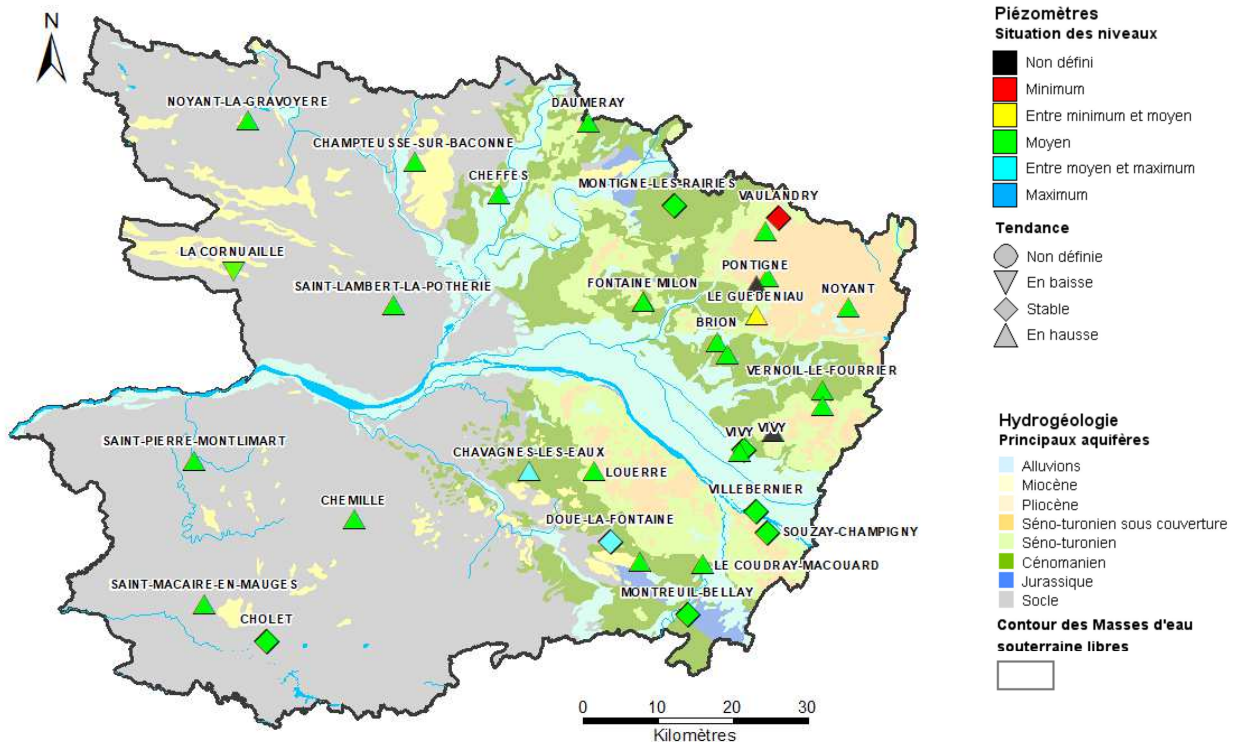 N
NOYANT-LA-GRAVOYERE
DAUMERAY
CHAMPTEUSSE-SUR-BACONNE
CHEFFES
MONTIGNE-LES-RAIRIES
VAULANDRY
LA CORNUAILLE
PONTIGNE
SAINT-LAMBERT-LA-POTHERIE
FONTAINE MILON
LE GUEDENIAU
NOYANT
BRION
VERNOIL-LE-FOURRIER
VIVY
VIVY
SAINT-PIERRE-MONTLIMART
CHAVAGNES-LES-EAUX
LOUERRE
CHEMILLE
VILLEBERNIER
DOUE-LA-FONTAINE
SOUZAY-CHAMPIGNY
LE COUDRAY-MACOUARD
SAINT-MACAIRE-EN-MAUGES
MONTREUIL-BELLAY
CHOLET
0 10 20 30
Kilomètres
Piézomètres
Situation des niveaux
Non défini
Minimum
Entre minimum et moyen
Moyen
Entre moyen et maximum
Maximum
Tendance
Non définie
En baisse
Stable
En hausse
Hydrogéologie
Principaux aquifères
Alluvions
Miocène
Pliocène
Séno-turonien sous couverture
Séno-turonien
Cénomanien
Jurassique
Socle
Contour des Masses d'eau
souterraine libres